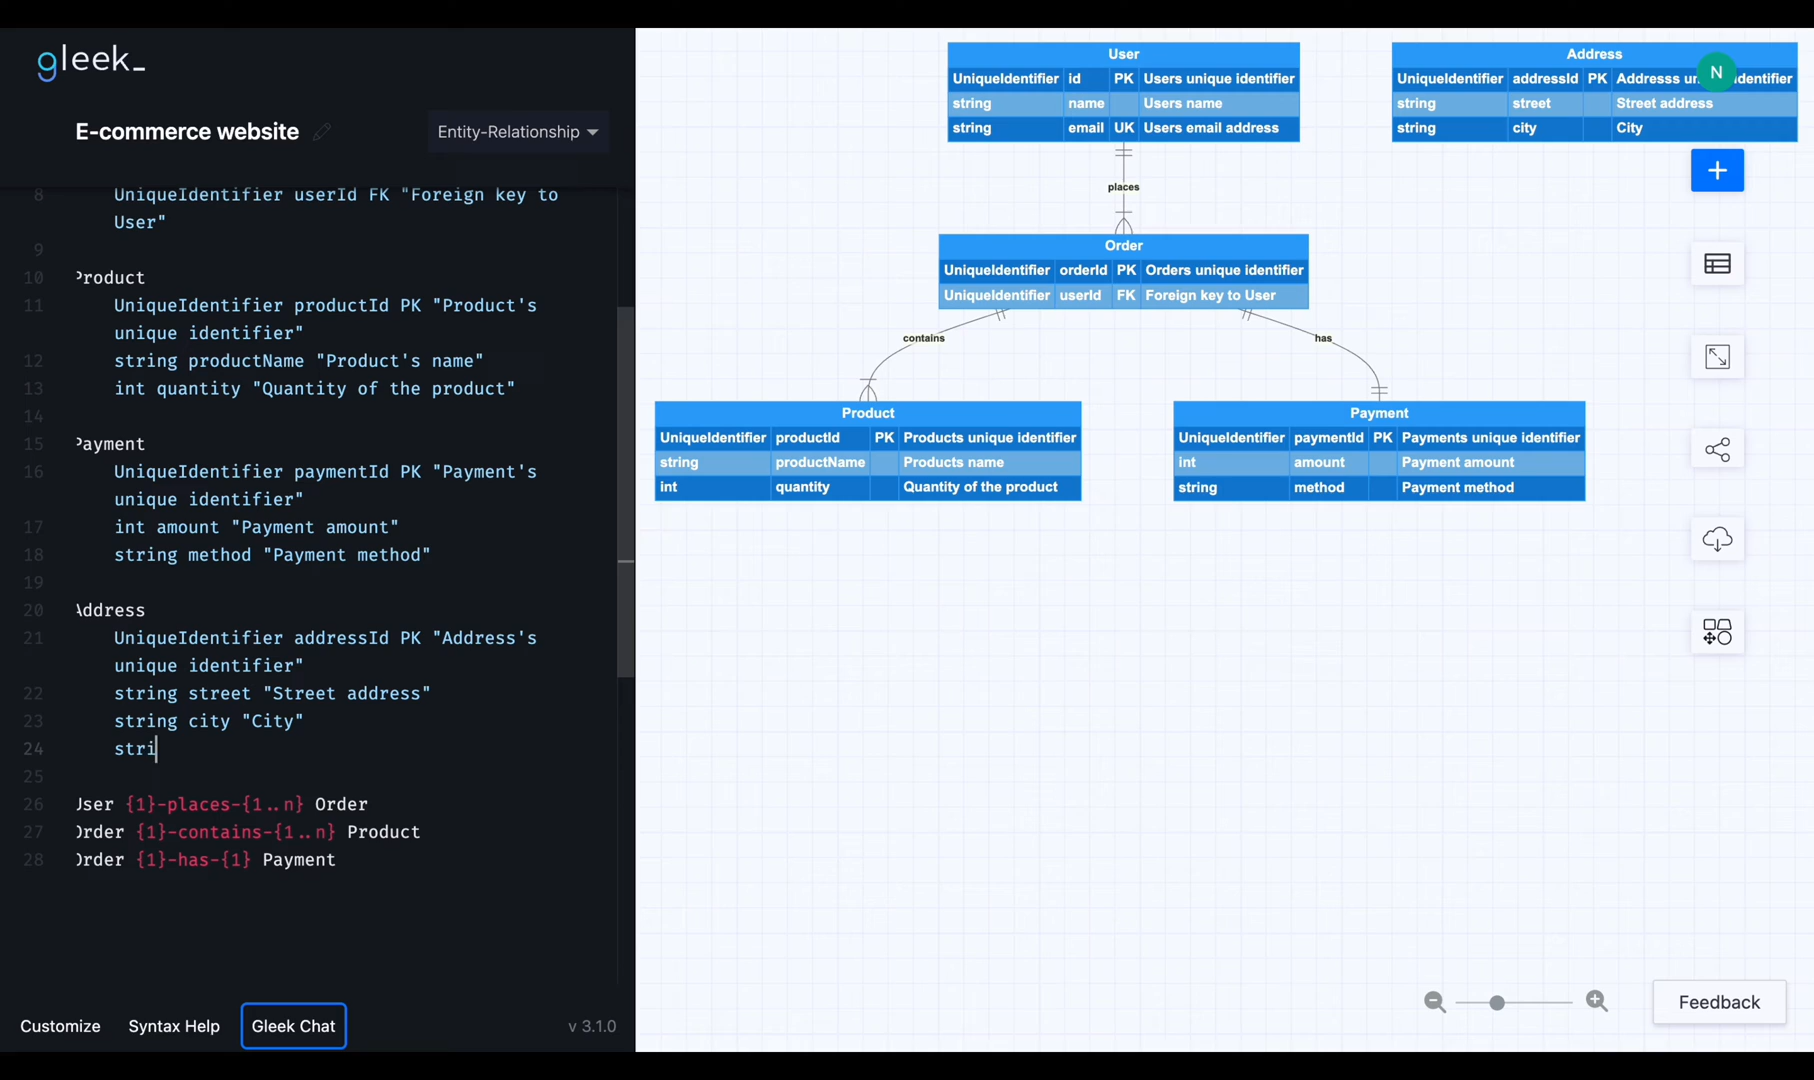 gleek_
E-commerce website
Entity-Relationship
8 UniqueIdentifier userId FK "Foreign key to
User"
9
10 Product
11 UniqueIdentifier productId PK "Product's
unique identifier"
12 string productName "Product's name"
13 int quantity "Quantity of the product"
14
15 Payment
16 UniqueIdentifier paymentId PK "Payment's
unique identifier"
17 int amount "Payment amount"
18 string method "Payment method"
19
20 Address
21 UniqueIdentifier addressId PK "Address's
unique identifier"
22 string street "Street address"
23 string city "City"
24 stri
25
26 User {1}-places-{1..n} Order
27 Order {1}-contains-{1..n} Product
28 Order {1}-has-{1} Payment
Customize Syntax Help Gleek Chat v 3.1.0
User
UniqueIdentifier id PK Users unique identifier
string name Users name
string email UK Users email address
Address
UniqueIdentifier addressId PK Addresss un dentifier
string street Street address
string city City
N
places
Order
UniqueIdentifier orderId PK Orders unique identifier
UniqueIdentifier userId FK Foreign key to User
contains
has
Product
UniqueIdentifier productId PK Products unique identifier
string productName Products name
int quantity Quantity of the product
Payment
UniqueIdentifier paymentId PK Payments unique identifier
int amount Payment amount
string method Payment method
Feedback